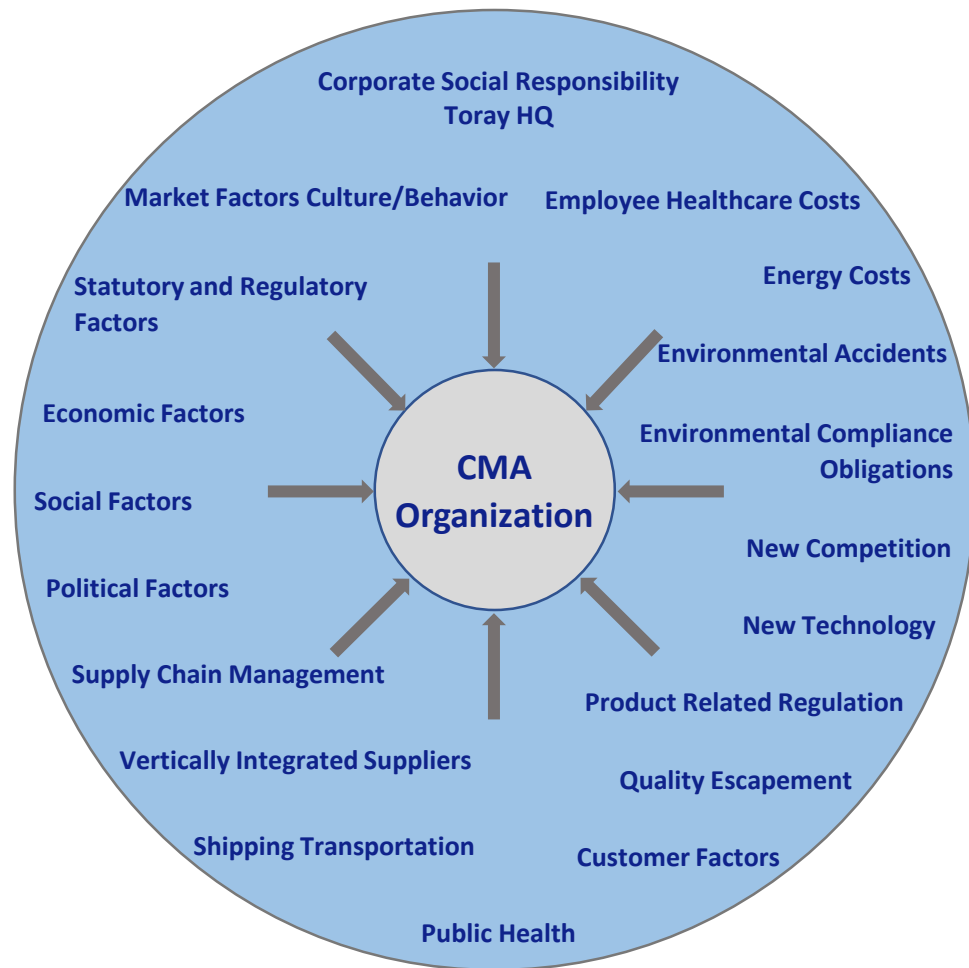 Corporate Social Responsibility
Toray HQ
Market Factors Culture/Behavior
Employee Healthcare Costs
Statutory and Regulatory
Factors
Energy Costs
Environmental Accidents
Economic Factors
Environmental Compliance
Obligations
CMA
Organization
Social Factors
New Competition
Political Factors
New Technology
Supply Chain Management
Product Related Regulation
Vertically Integrated Suppliers
Quality Escapement
Shipping Transportation
Customer Factors
Public Health